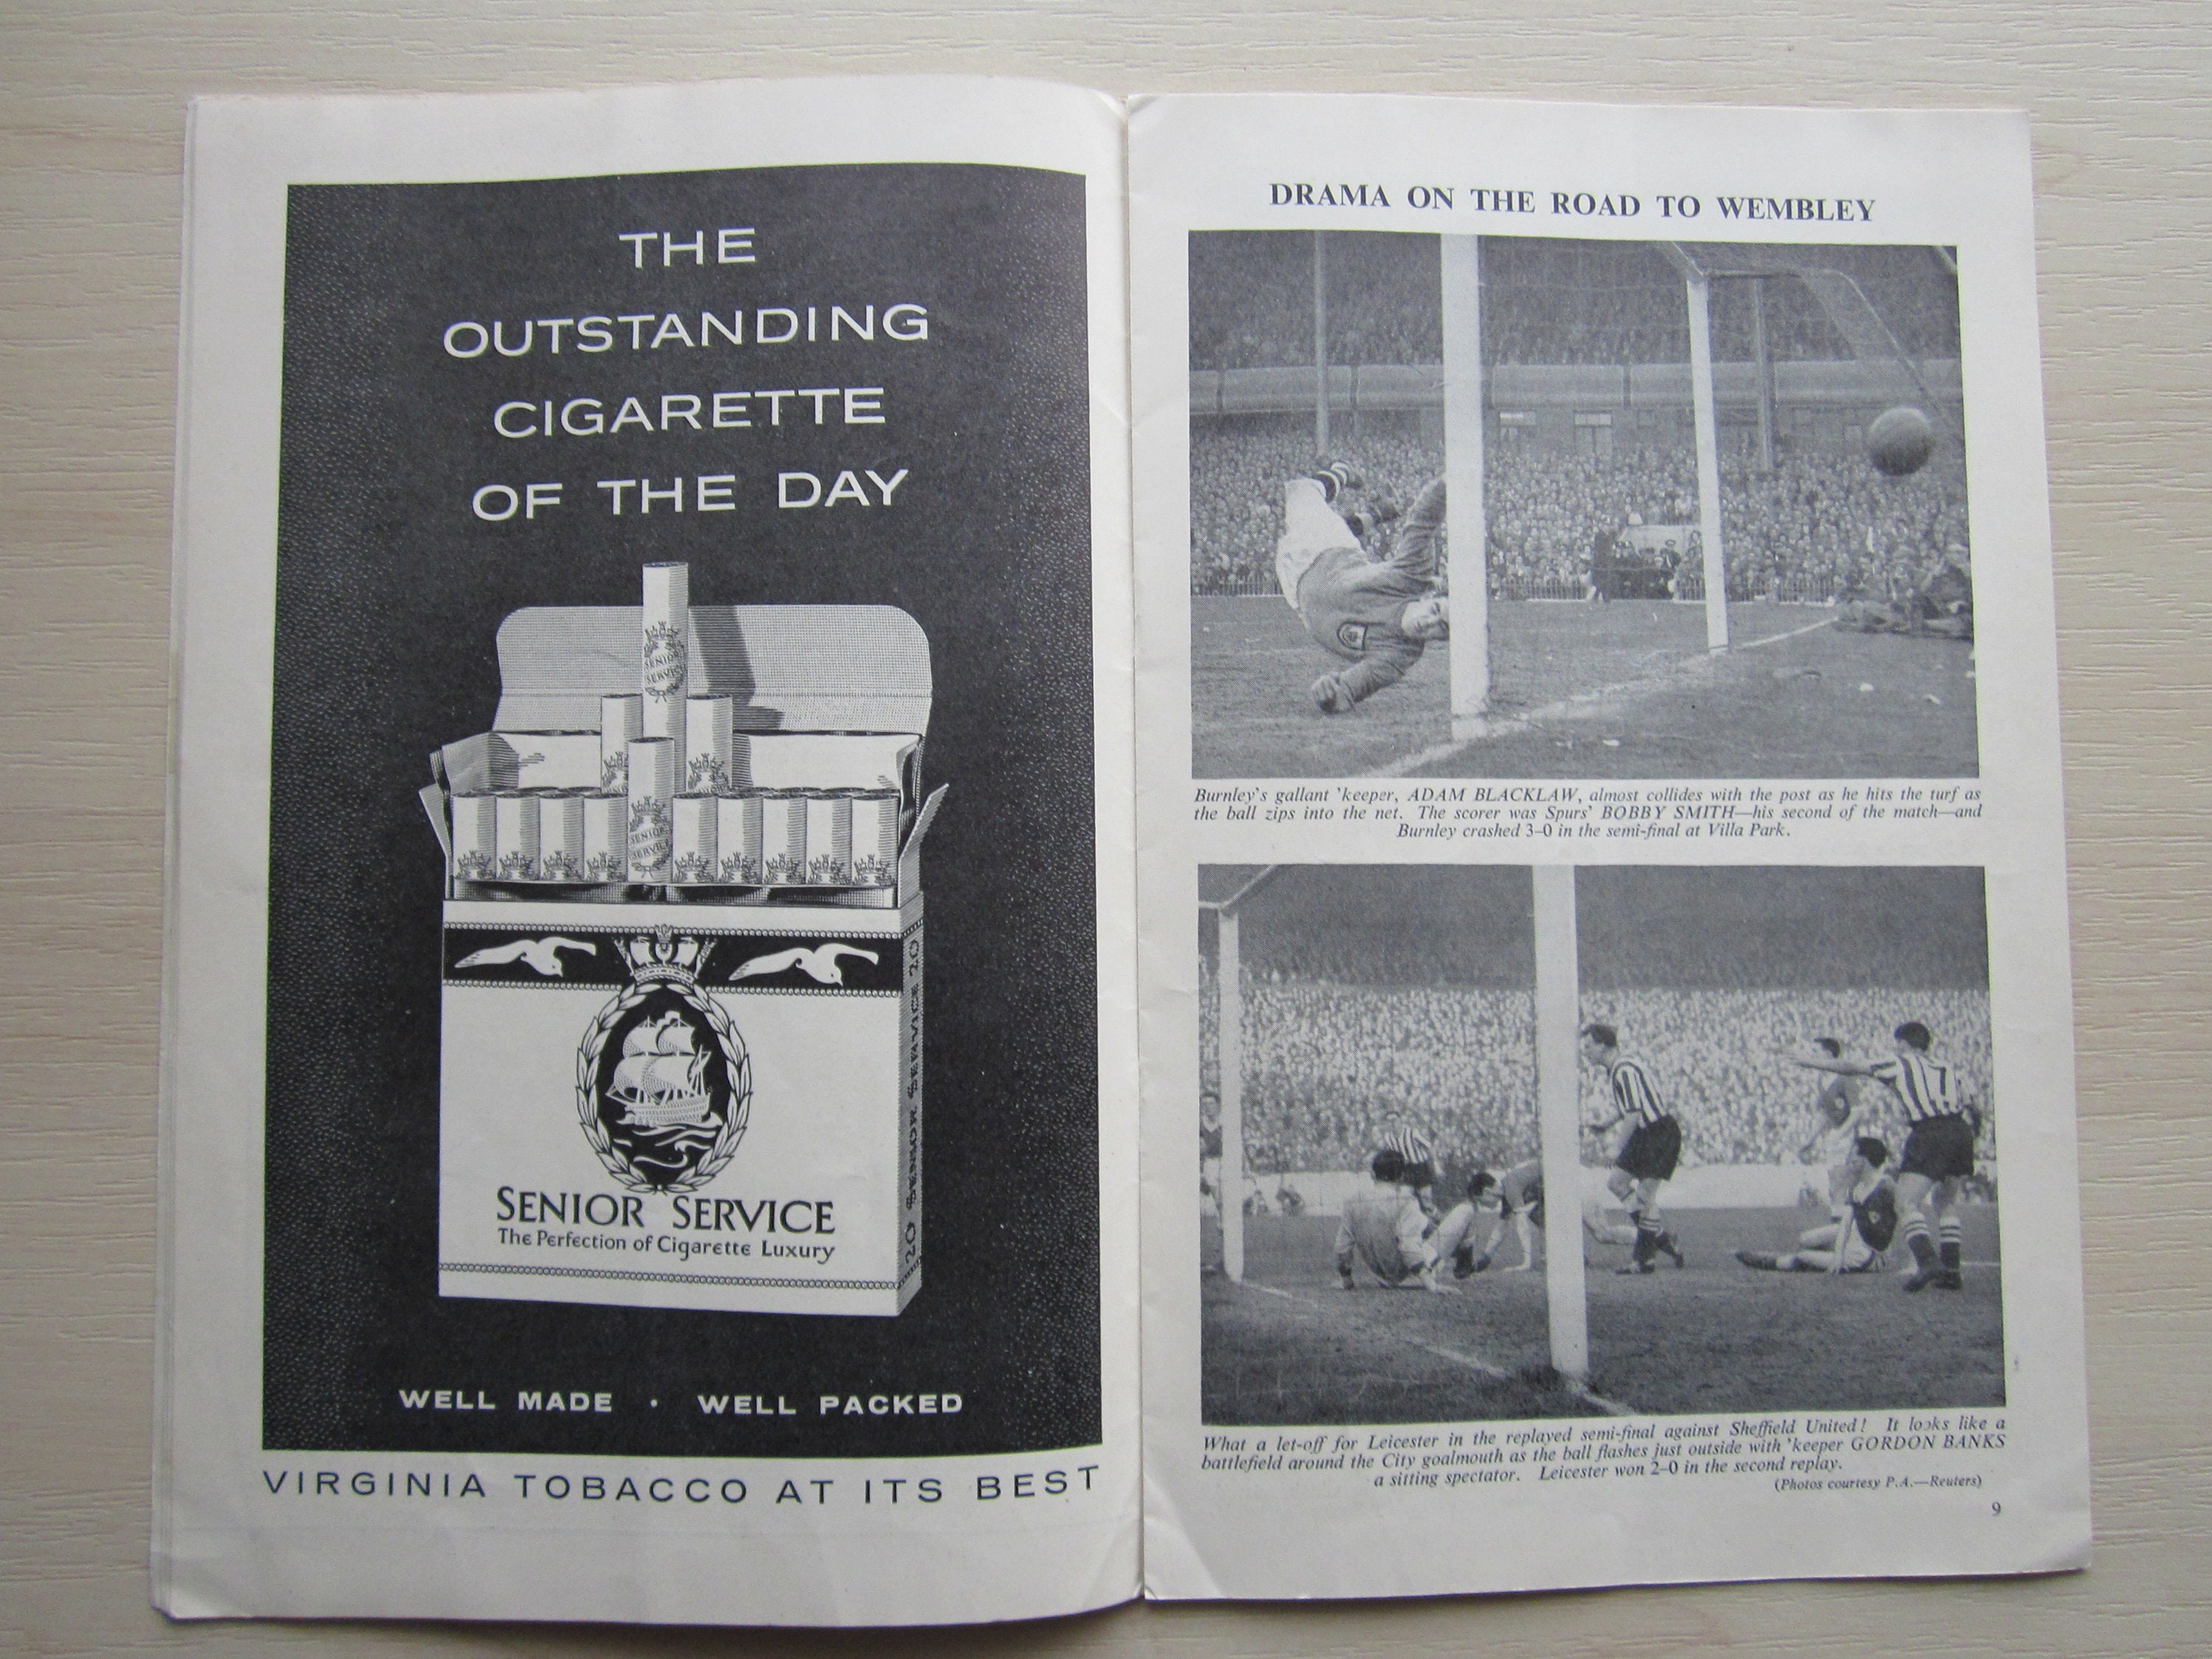 THE
OUTSTANDING
CIGARETTE
OF THE DAY
SENIOR
SERVICE
SENIOR
SERVICE
SENIOR SERVICE
The Perfection of Cigarette Luxury
20 SENIOR SERVICE 20
WELL MADE · WELL PACKED
VIRGINIA TOBACCO AT ITS BEST
DRAMA ON THE ROAD TO WEMBLEY
Burnley's gallant 'keeper, ADAM BLACKLAW, almost collides with the post as he hits the turf as
the ball zips into the net. The scorer was Spurs' BOBBY SMITH—his second of the match—and
Burnley crashed 3–0 in the semi-final at Villa Park.
What a let-off for Leicester in the replayed semi-final against Sheffield United! It looks like a
battlefield around the City goalmouth as the ball flashes just outside with 'keeper GORDON BANKS
a sitting spectator. Leicester won 2–0 in the second replay.
(Photos courtesy P.A.—Reuters)
9